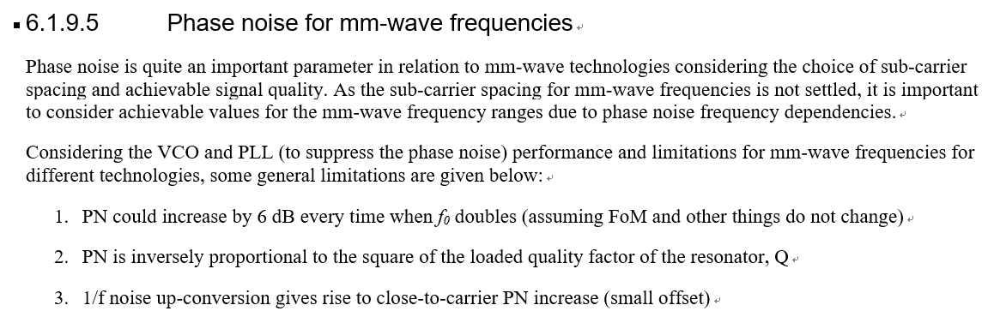 6.1.9.5 Phase noise for mm-wave frequencies
Phase noise is quite an important parameter in relation to mm-wave technologies considering the choice of sub-carrier
spacing and achievable signal quality. As the sub-carrier spacing for mm-wave frequencies is not settled, it is important
to consider achievable values for the mm-wave frequency ranges due to phase noise frequency dependencies.
Considering the VCO and PLL (to suppress the phase noise) performance and limitations for mm-wave frequencies for
different technologies, some general limitations are given below:
1. PN could increase by 6 dB every time when f₀ doubles (assuming FoM and other things do not change)
2. PN is inversely proportional to the square of the loaded quality factor of the resonator, Q
3. 1/f noise up-conversion gives rise to close-to-carrier PN increase (small offset)